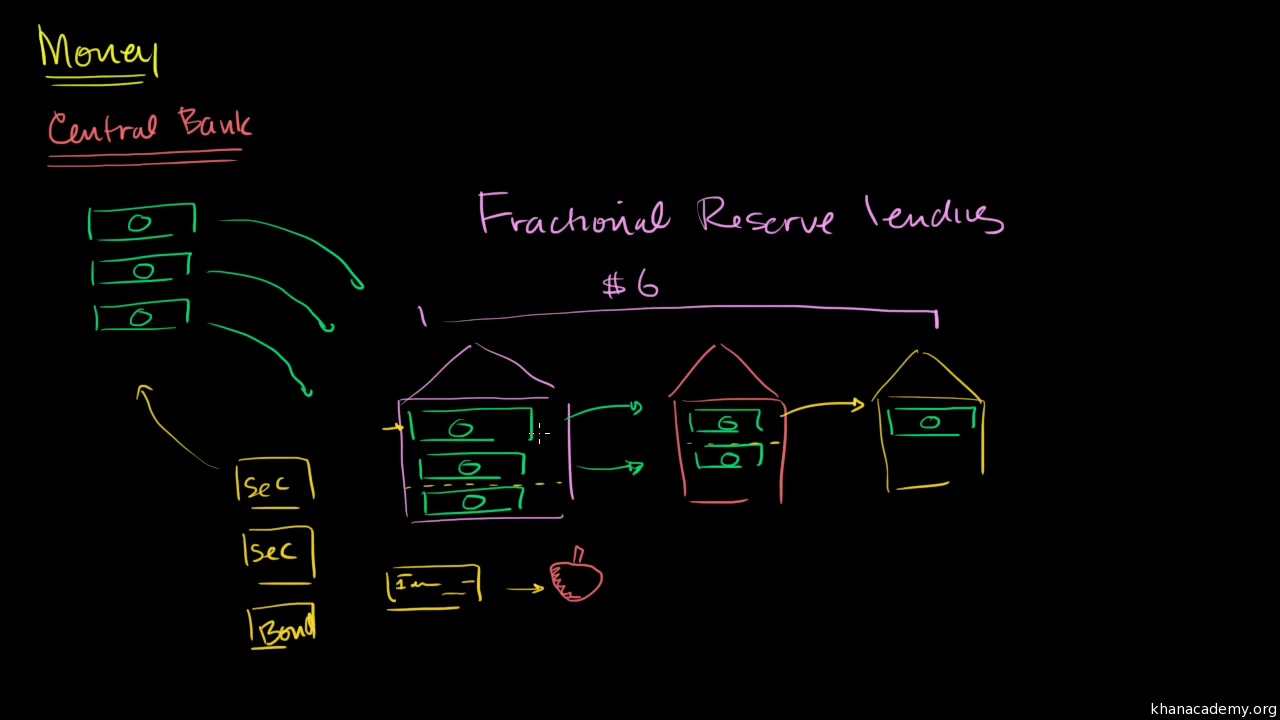 Money
Central Bank
Fractional Reserve lending
$6
Sec
Sec
Bond
khanacademy.org